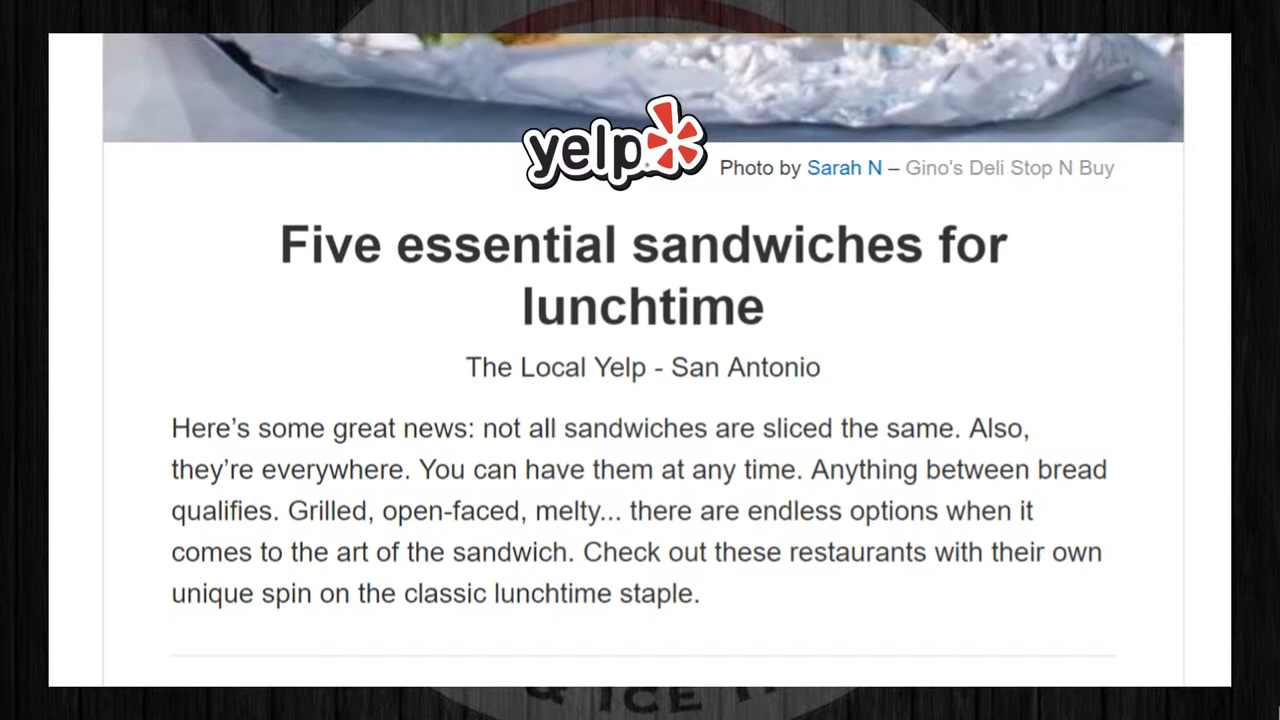 yelp
Photo by Sarah N – Gino's Deli Stop N Buy
Five essential sandwiches for
lunchtime
The Local Yelp - San Antonio
Here’s some great news: not all sandwiches are sliced the same. Also,
they’re everywhere. You can have them at any time. Anything between bread
qualifies. Grilled, open-faced, melty... there are endless options when it
comes to the art of the sandwich. Check out these restaurants with their own
unique spin on the classic lunchtime staple.
& ICE